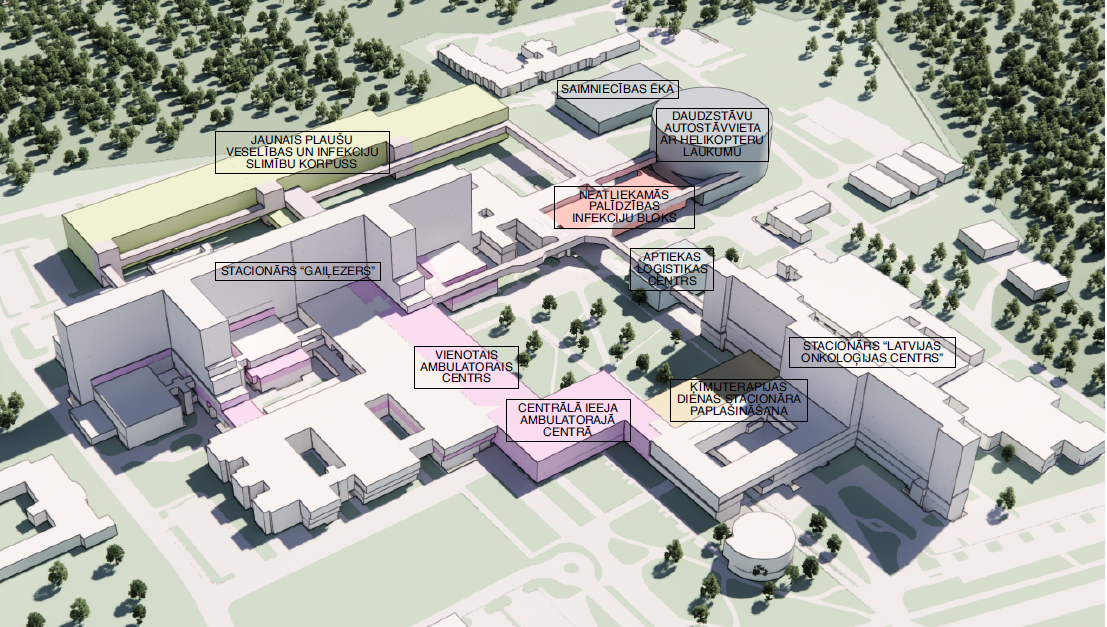 SAIMNIECĪBAS ĒKA
DAUDZSTĀVU
AUTOSTĀVVIETA
AR HELIKOPTERU
LAUKUMU
JAUNAIS PLAUŠU
VESELĪBAS UN INFEKCIJU
SLIMĪBU KORPUSS
NEATLIEKAMĀS
PALĪDZĪBAS
INFEKCIJU BLOKS
STACIONĀRS “GAIĻEZERS”
APTIEKAS
LOĢISTIKAS
CENTRS
VIENOTAIS
AMBULATORAIS
CENTRS
STACIONĀRS “LATVIJAS
ONKOLOĢIJAS CENTRS”
ĶĪMIJTERAPIJAS
DIENAS STACIONĀRA
PAPLAŠINĀŠANA
CENTRĀLĀ IEEJA
AMBULATORAJĀ
CENTRĀ